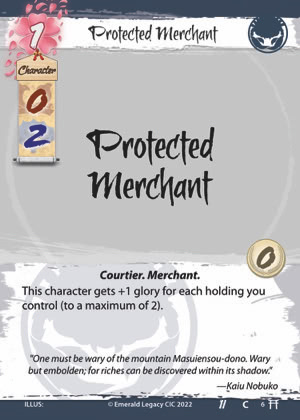 1
Protected Merchant
Character
0
2
Protected
Merchant
0
Courtier. Merchant.
This character gets +1 glory for each holding you
control (to a maximum of 2).
"One must be wary of the mountain Masuiensou-dono. Wary
but embolden; for riches can be discovered within its shadow."
—Kaiu Nobuko
ILLUS:
© Emerald Legacy CIC 2022
C
6